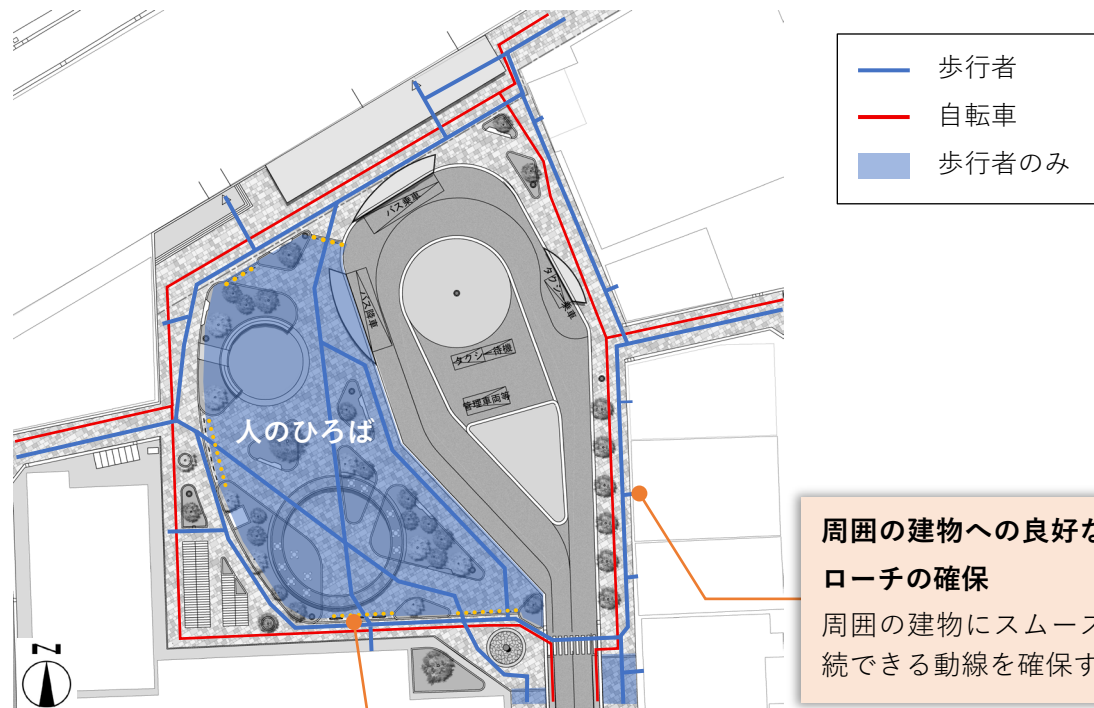 歩行者
自転車
歩行者のみ
バス乗車
タクシー乗車
バス降車
タクシー待機
管理車両等
人のひろば
周囲の建物への良好な
ローチの確保
周囲の建物にスムーズ
続できる動線を確保す
N